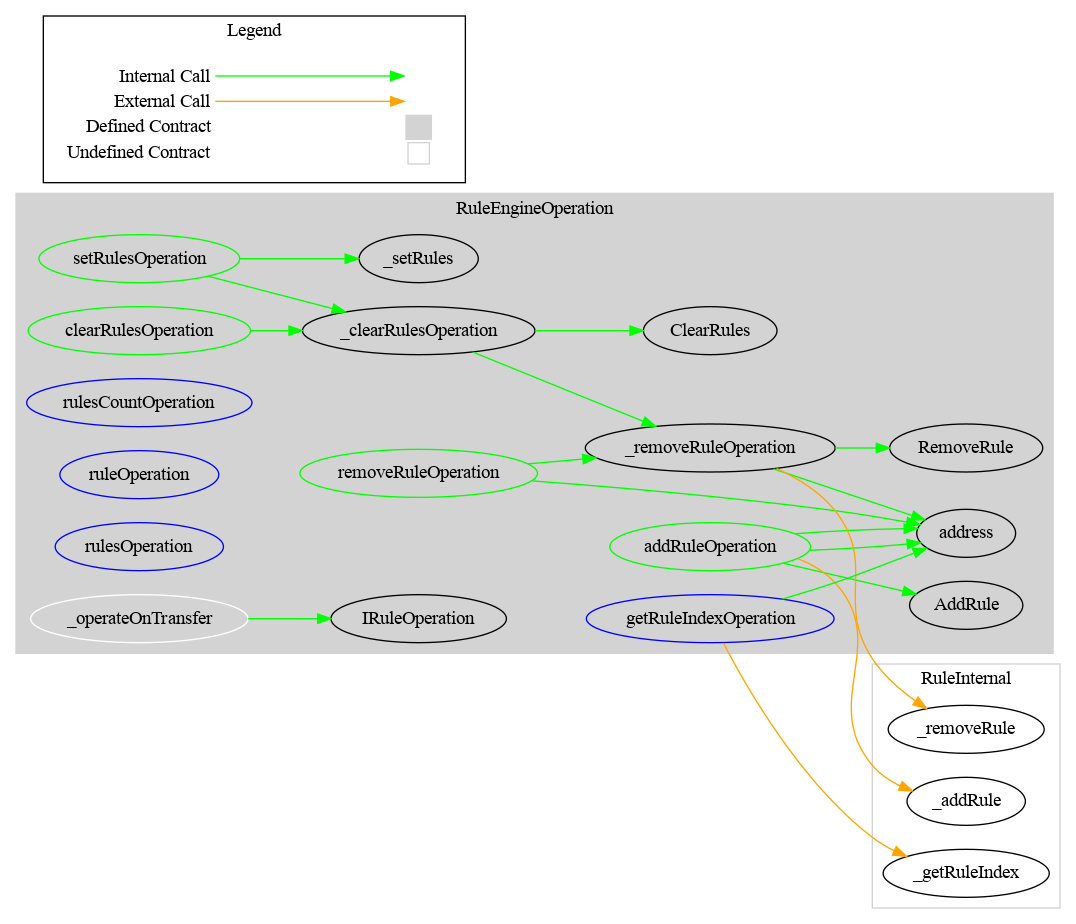 Legend
Internal Call
External Call
Defined Contract
Undefined Contract
RuleEngineOperation
setRulesOperation
_setRules
clearRulesOperation
_clearRulesOperation
ClearRules
rulesCountOperation
_removeRuleOperation
RemoveRule
ruleOperation
removeRuleOperation
rulesOperation
addRuleOperation
address
_operateOnTransfer
IRuleOperation
getRuleIndexOperation
AddRule
RuleInternal
_removeRule
_addRule
_getRuleIndex